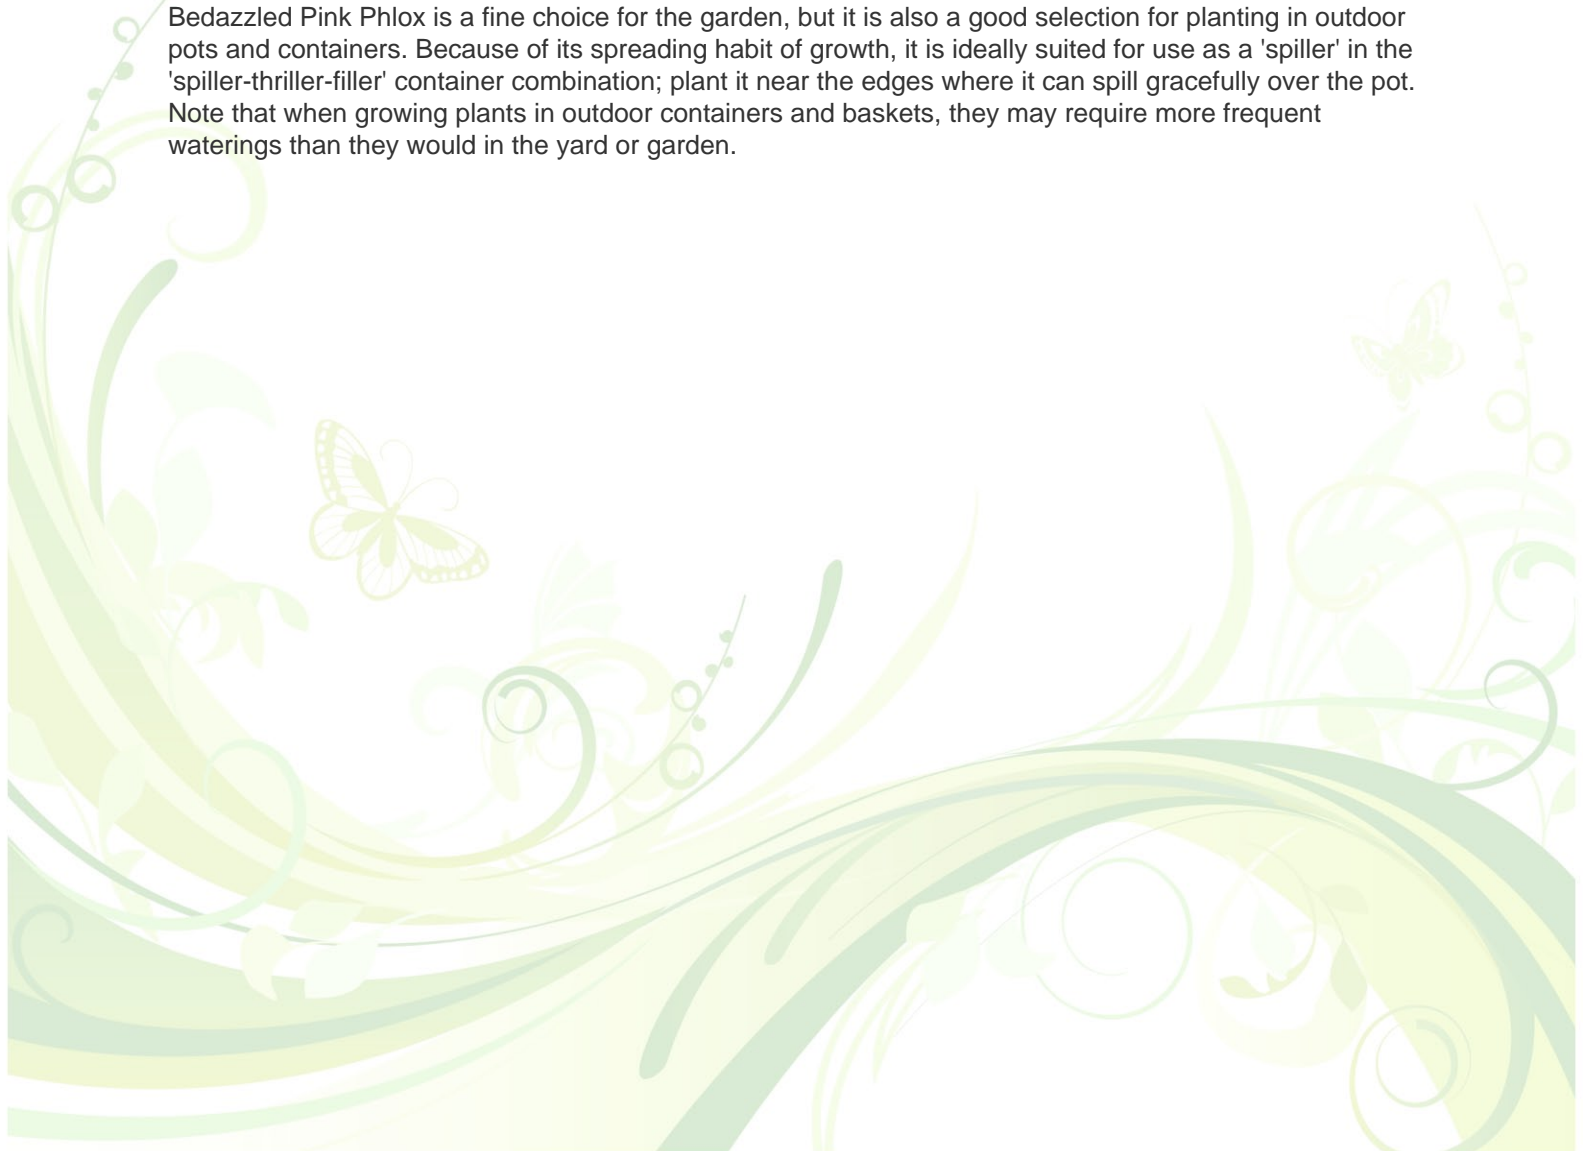 Bedazzled Pink Phlox is a fine choice for the garden, but it is also a good selection for planting in outdoor
pots and containers. Because of its spreading habit of growth, it is ideally suited for use as a 'spiller' in the
'spiller-thriller-filler' container combination; plant it near the edges where it can spill gracefully over the pot.
Note that when growing plants in outdoor containers and baskets, they may require more frequent
waterings than they would in the yard or garden.